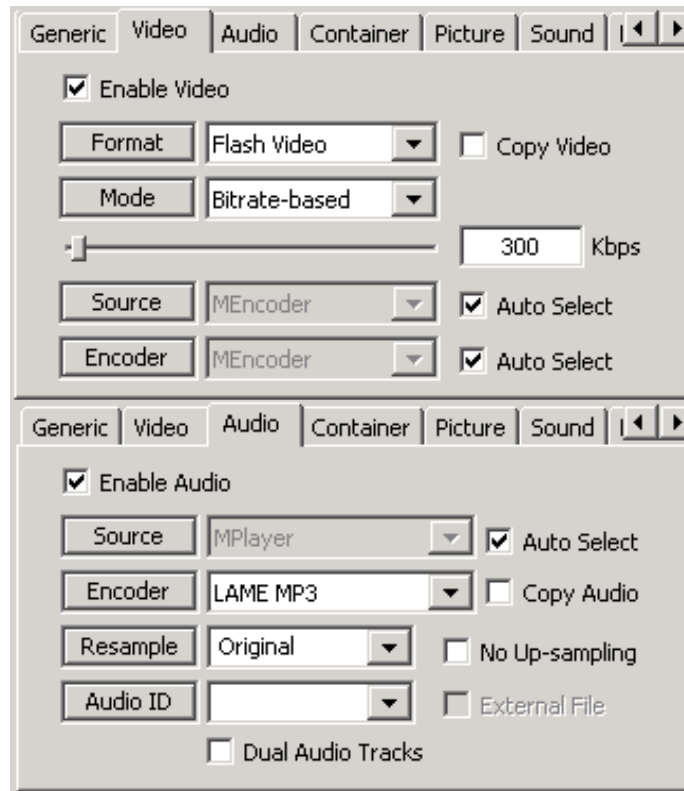 Generic Video Audio Container Picture Sound
Enable Video
Format Flash Video Copy Video
Mode Bitrate-based
300 Kbps
Source MEncoder Auto Select
Encoder MEncoder Auto Select
Generic Video Audio Container Picture Sound
Enable Audio
Source MPlayer Auto Select
Encoder LAME MP3 Copy Audio
Resample Original No Up-sampling
Audio ID External File
Dual Audio Tracks